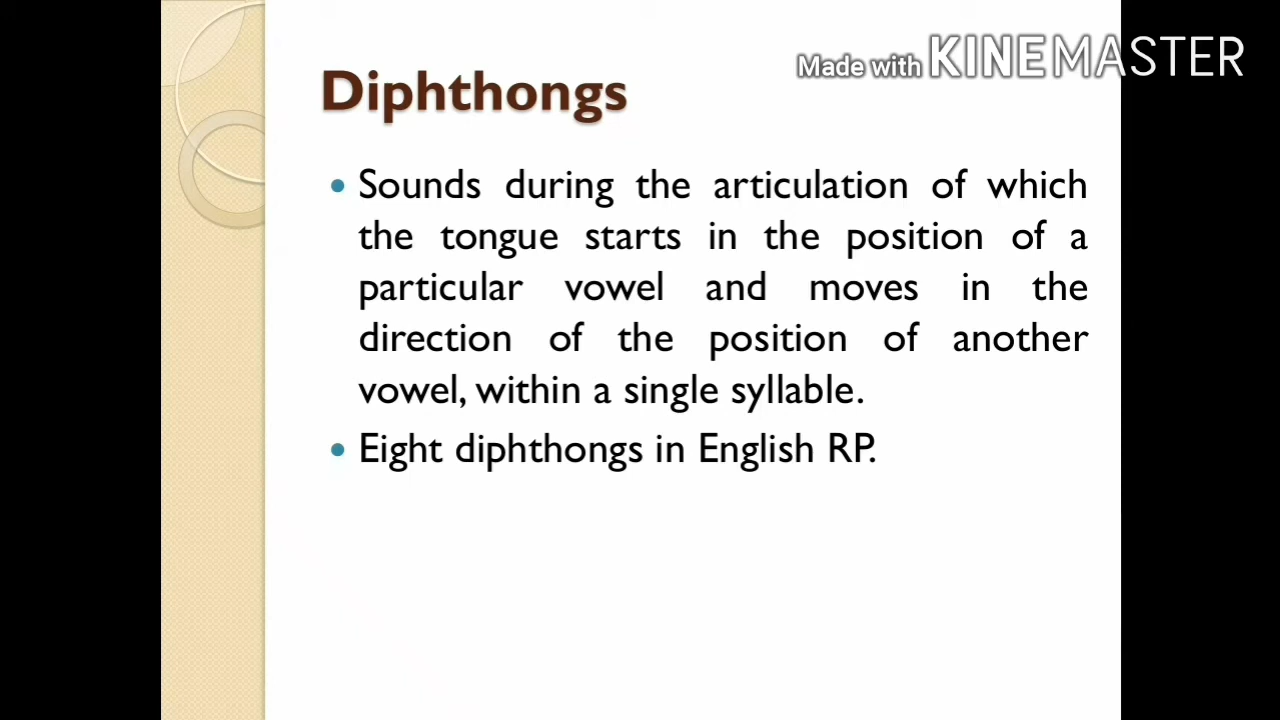 Made with KINEMASTER
Diphthongs
• Sounds during the articulation of which
the tongue starts in the position of a
particular vowel and moves in the
direction of the position of another
vowel, within a single syllable.
• Eight diphthongs in English RP.